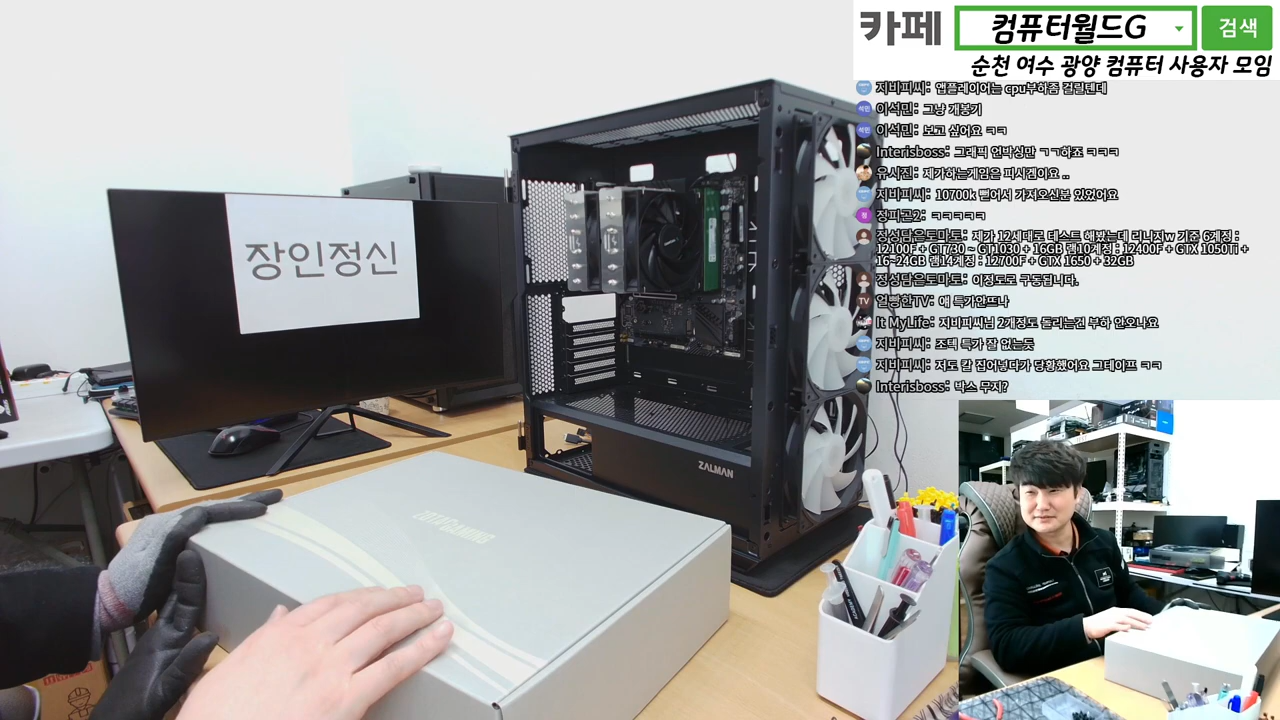 카페 컴퓨터월드G 검색
순천 여수 광양 컴퓨터 사용자 모임
지바피씨: 앱플레이어는 cpu부하좀 걸릴텐데
이석민: 그냥 개봉기
이석민: 보고 싶어요 ㅋㅋ
Interisboss: 그래픽 언박싱만 ㄱㄱ하죠 ㅋㅋㅋ
유시진: 제가하는게임은 피시겜이요 ..
지바피씨: 10700k 뻗어서 가져오신분 있었어요
정피곤2: ㅋㅋㅋㅋㅋ
정성담은토마토: 제가 12세대로 테스트 해봤는데 리니지w 기준 6계정 :
12100F + GT730 ~ GT1030 + 16GB 램10계정 : 12400F + GTX 1050Ti +
16~24GB 램14계정 : 12700F + GTX 1650 + 32GB
정성담은토마토: 이정도로 구동됩니다.
얼빵한TV: 얘 특가안뜨나
It MyLife: 지바피씨님 2개정도 돌리는건 부하 안오나요
지바피씨: 조텍 특가 잘 없는듯
지바피씨: 저도 칼 집어넣다가 당황했어요 그테이프 ㅋㅋ
Interisboss: 박스 무지?
장인정신
ZALMAN
ZOTAC GAMING